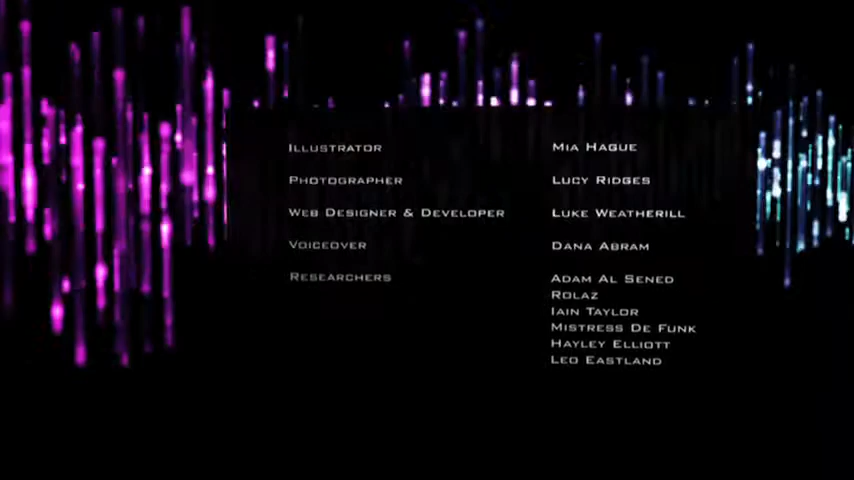 Illustrator Mia Hague
Photographer Lucy Ridges
Web Designer & Developer Luke Weatherill
Voiceover Dana Abram
Researchers Adam Al Sened
Rolaz
Iain Taylor
Mistress De Funk
Hayley Elliott
Leo Eastland